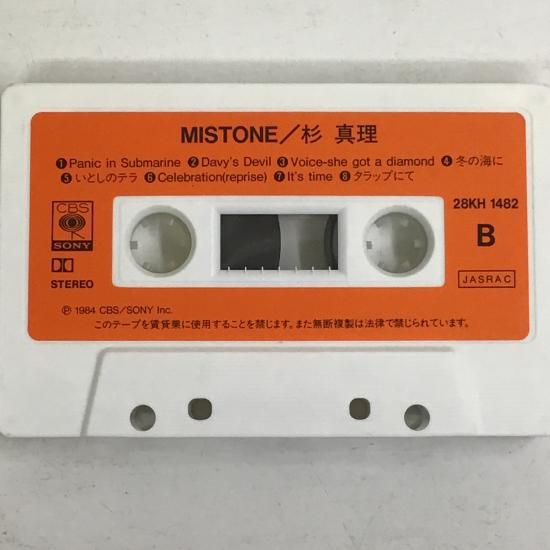 MISTONE／杉 真理
❶Panic in Submarine ❷Davy's Devil ❸Voice-she got a diamond ❹冬の海に
❺いとしのテラ ❻Celebration(reprise) ❼It's time ❽タラップにて
28KH 1482
CBS
SONY
B
STEREO
JASRAC
℗ 1984 CBS／SONY Inc.
このテープを賃貸業に使用することを禁じます。また無断複製は法律で禁じられています。